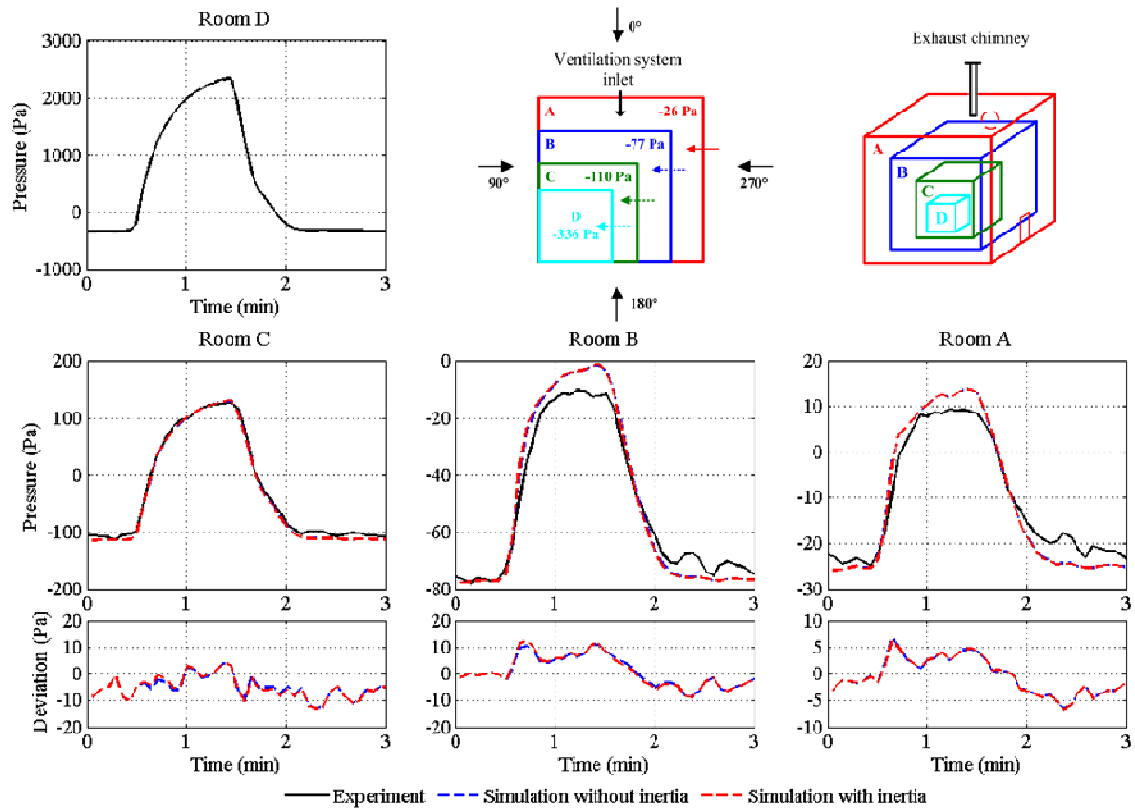 Room D
3000
2000
1000
0
-1000
Pressure (Pa)
0
1
2
3
Time (min)
0°
Ventilation system
inlet
A
-26 Pa
B
-77 Pa
C
-110 Pa
D
-336 Pa
90°
270°
180°
Exhaust chimney
A
B
C
D
Room C
200
100
0
-100
-200
Pressure (Pa)
0
1
2
3
Room B
0
-20
-40
-60
-80
0
1
2
3
Room A
20
10
0
-10
-20
-30
0
1
2
3
20
10
0
-10
-20
Deviation (Pa)
0
1
2
3
Time (min)
20
10
0
-10
-20
0
1
2
3
Time (min)
10
5
0
-5
10
0
1
2
3
Time (min)
Experiment
Simulation without inertia
Simulation with inertia